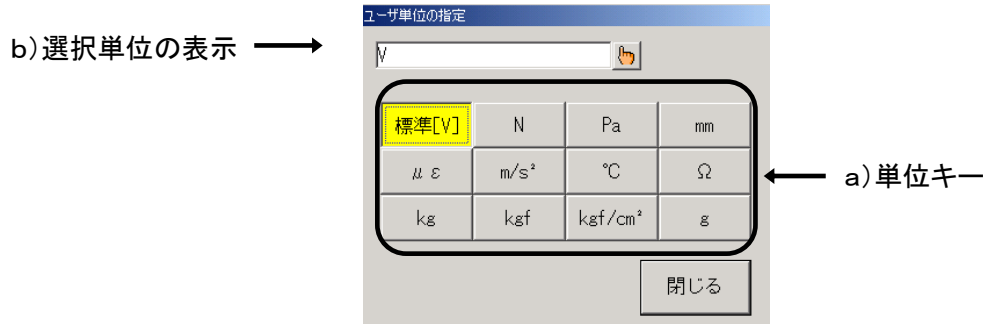 ユーザ単位の指定
b)選択単位の表示
V
標準[V] N Pa mm
με m/s² ℃ Ω
a)単位キー
kg kgf kgf/cm² g
閉じる